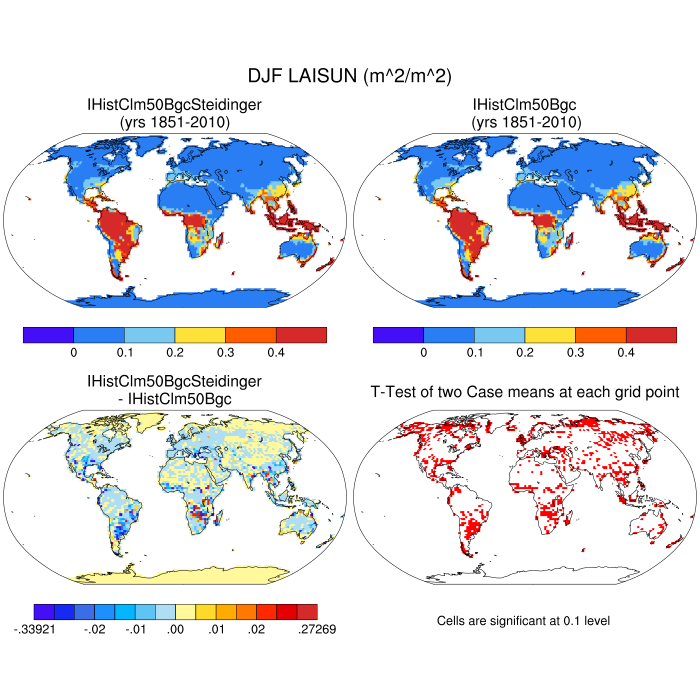 DJF LAISUN (m^2/m^2)
IHistClm50BgcSteidinger
(yrs 1851-2010)
IHistClm50Bgc
(yrs 1851-2010)
0 0.1 0.2 0.3 0.4
0 0.1 0.2 0.3 0.4
IHistClm50BgcSteidinger
- IHistClm50Bgc
T-Test of two Case means at each grid point
-.33921 -.02 -.01 .00 .01 .02 .27269
Cells are significant at 0.1 level